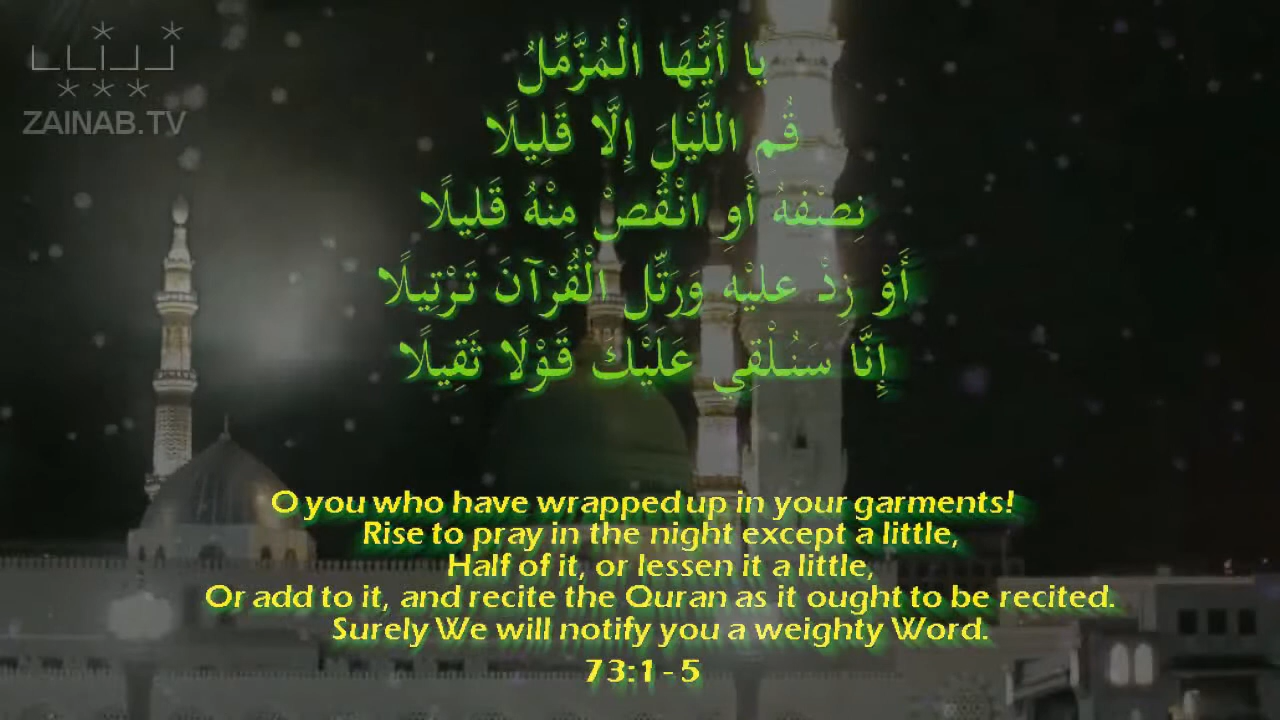 ZAINAB.TV
يا أَيُّهَا الْمُزَّمِّلُ
قُمِ اللَّيْلَ إِلَّا قَلِيلًا
نِصْفَهُ أَوِ انْقُصْ مِنْهُ قَلِيلًا
أَوْ زِدْ عليْهِ وَرَتِّلِ الْقُرْآنَ تَرْتِيلًا
إِنَّا سَنُلْقِي عَلَيْكَ قَوْلًا ثَقِيلًا
O you who have wrapped up in your garments!
Rise to pray in the night except a little,
Half of it, or lessen it a little,
Or add to it, and recite the Quran as it ought to be recited.
Surely We will notify you a weighty Word.
73:1 - 5